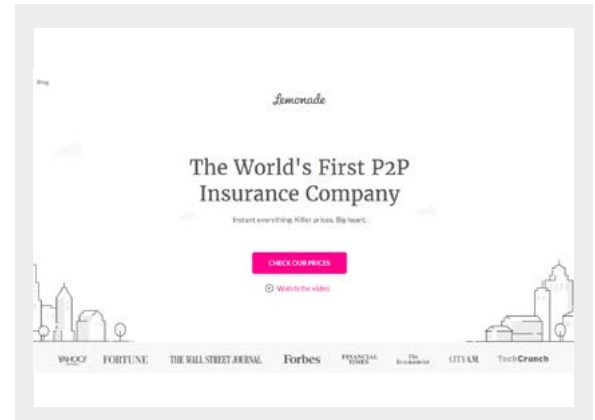 Blog
Lemonade
The World's First P2P
Insurance Company
Instant everything. Killer prices. Big heart.
CHECK OUR PRICES
Watch the video
YAHOO!
FORTUNE
THE WALL STREET JOURNAL.
Forbes
FINANCIAL TIMES
The Economist
CITY A.M.
TechCrunch